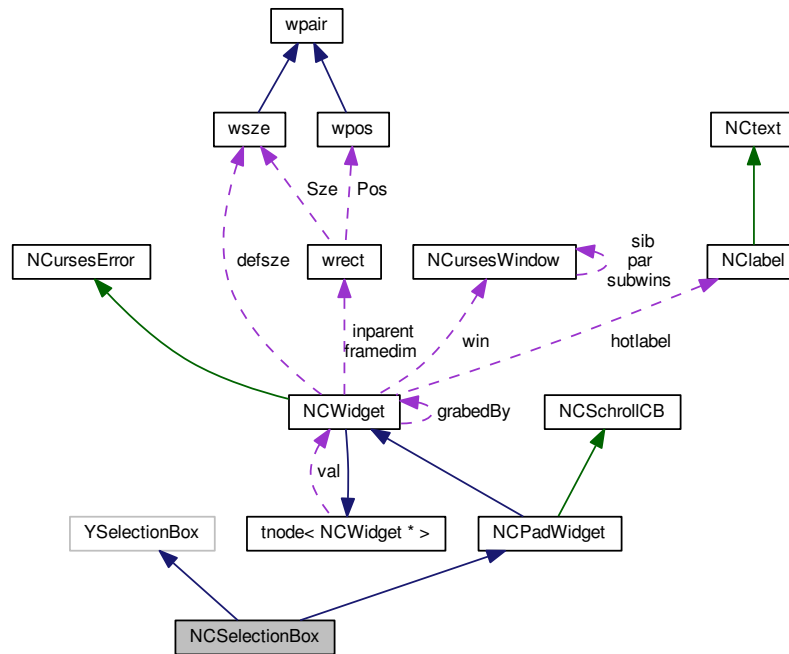 wpair
wsze
wpos
NCtext
Sze
Pos
NCursesError
defsze
wrect
NCursesWindow
sib
par
subwins
NClabel
inparent
framedim
win
hotlabel
NCWidget
grabedBy
NCSchrollCB
val
YSelectionBox
tnode< NCWidget * >
NCPadWidget
NCSelectionBox